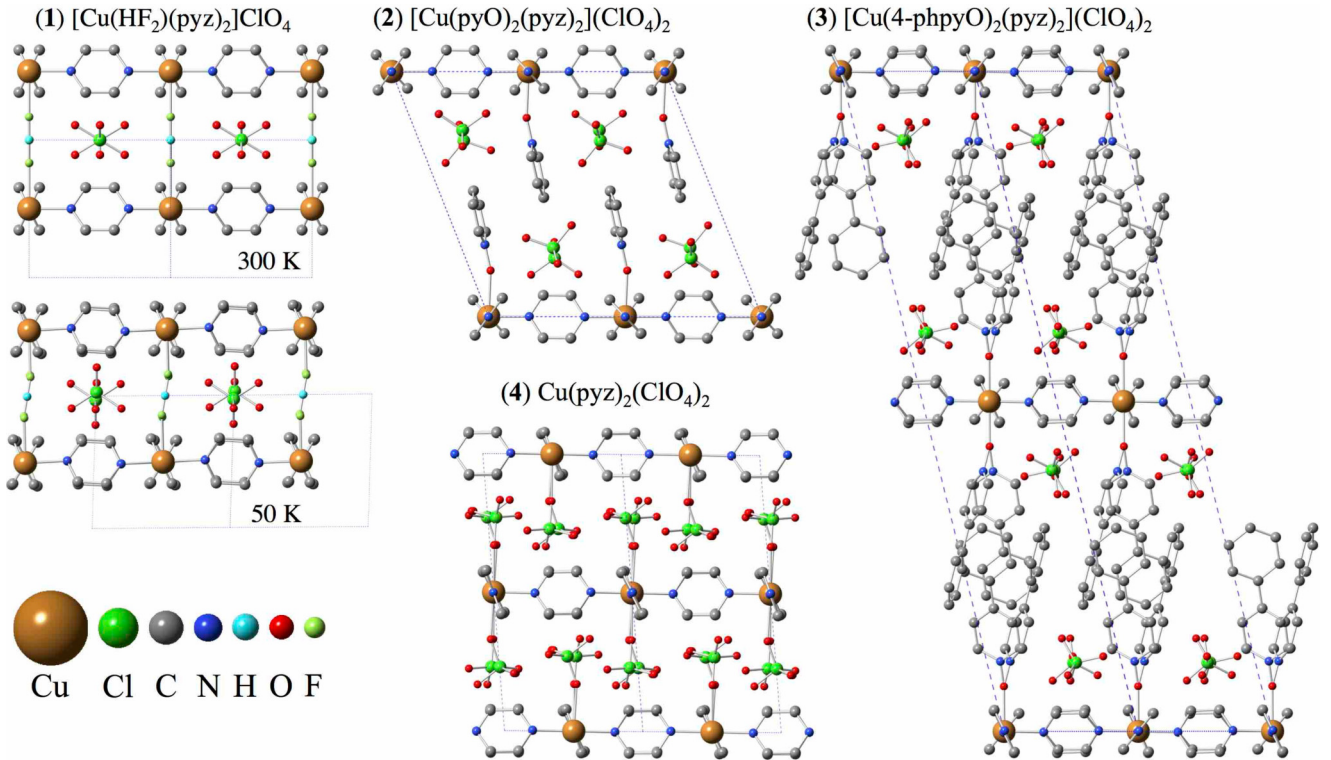 (1) [Cu(HF₂)(pyz)₂]ClO₄
(2) [Cu(pyO)₂(pyz)₂](ClO₄)₂
(3) [Cu(4-phpyO)₂(pyz)₂](ClO₄)₂
300 K
50 K
(4) Cu(pyz)₂(ClO₄)₂
Cu Cl C N H O F